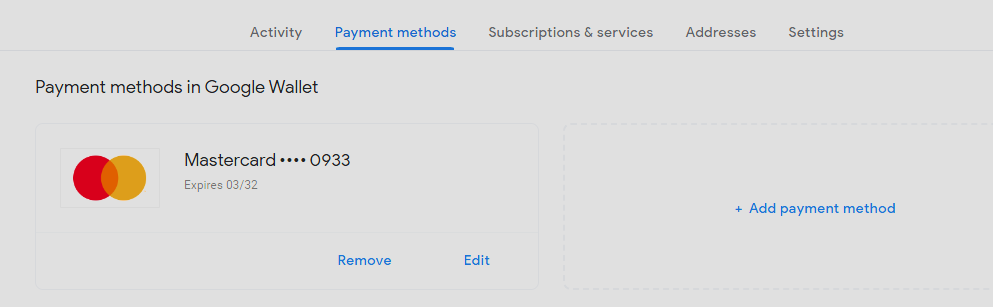 Activity Payment methods Subscriptions & services Addresses Settings
Payment methods in Google Wallet
Mastercard •••• 0933
Expires 03/32
+ Add payment method
Remove Edit